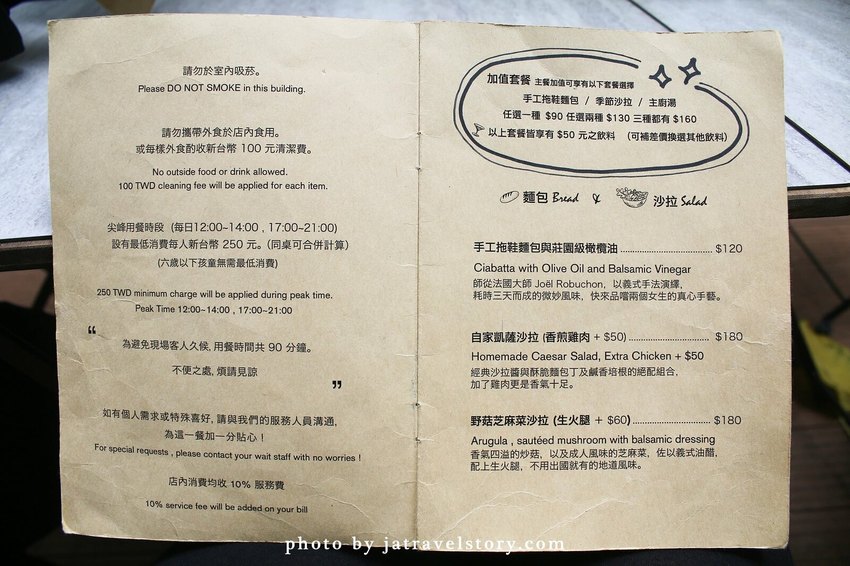 請勿於室內吸菸。
Please DO NOT SMOKE in this building.
請勿攜帶外食於店內食用。
或每樣外食酌收新台幣 100 元清潔費。
No outside food or drink allowed.
100 TWD cleaning fee will be applied for each item.
尖峰用餐時段 (每日12:00~14:00 , 17:00~21:00)
設有最低消費每人新台幣 250 元。(同桌可合併計算)
(六歲以下孩童無需最低消費)
250 TWD minimum charge will be applied during peak time.
Peak Time 12:00~14:00 , 17:00~21:00
“
為避免現場客人久候, 用餐時間共 90 分鐘。
不便之處, 煩請見諒
”
如有個人需求或特殊喜好, 請與我們的服務人員溝通,
為這一餐加一分貼心！
For special requests , please contact your wait staff with no worries !
店內消費均收 10% 服務費
10% service fee will be added on your bill
加值套餐 主餐加值可享有以下套餐選擇
手工拖鞋麵包 / 季節沙拉 / 主廚湯
任選一種 $90 任選兩種 $130 三種都有 $160
以上套餐皆享有 $50 元之飲料 (可補差價換選其他飲料)
麵包 Bread & 沙拉 Salad
手工拖鞋麵包與莊園級橄欖油 ........................ $120
Ciabatta with Olive Oil and Balsamic Vinegar
師從法國大師 Joël Robuchon, 以義式手法演繹,
耗時三天而成的微妙風味, 快來品嚐兩個女生的真心手藝。
自家凱薩沙拉 (香煎雞肉 + $50) ........................ $180
Homemade Caesar Salad, Extra Chicken + $50
經典沙拉醬與酥脆麵包丁及鹹香培根的絕配組合,
加了雞肉更是香氣十足。
野菇芝麻菜沙拉 (生火腿 + $60) ........................ $180
Arugula , sautéed mushroom with balsamic dressing
香氣四溢的炒菇, 以及成人風味的芝麻菜, 佐以義式油醋,
配上生火腿, 不用出國就有的地道風味。
photo by jatravelstory.com